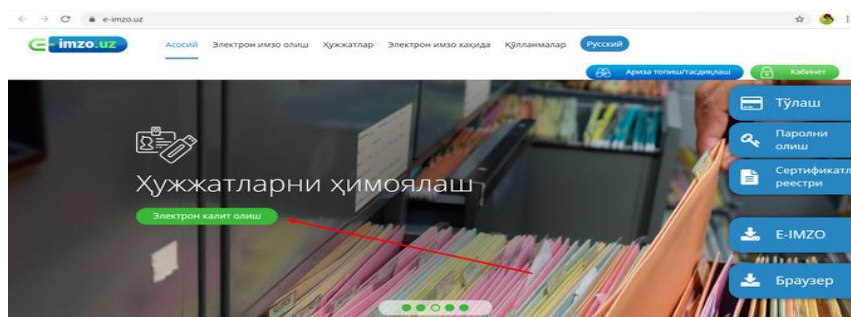 e-imzo.uz
E-imzo.uz
Асосий Электрон имзо олиш Ҳужжатлар Электрон имзо ҳақида Қўлланмалар Русский
Ариза топиш/тасдиқлаш Кабинет
Тўлаш
Паролни
олиш
Сертификатл
реестри
Ҳужжатларни ҳимоялаш
Электрон калит олиш
E-IMZO
Браузер